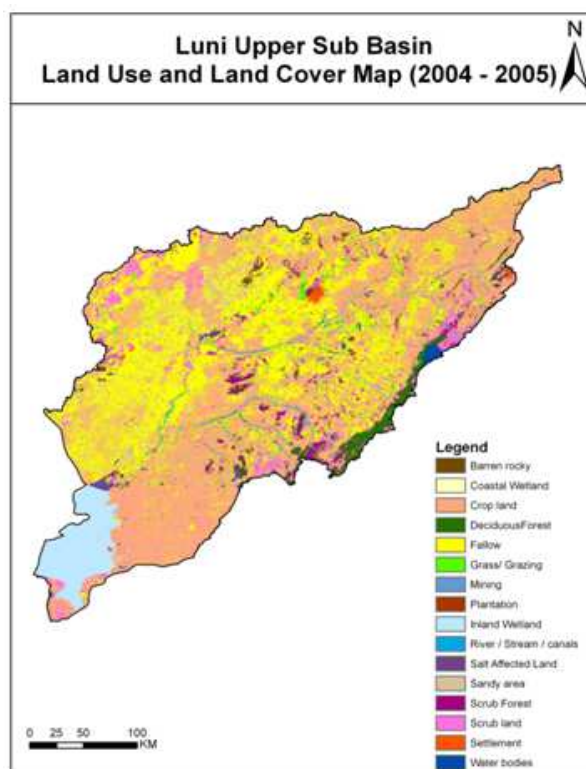 Luni Upper Sub Basin
Land Use and Land Cover Map (2004 - 2005)
N
Legend
Barren rocky
Coastal Wetland
Crop land
DeciduousForest
Fallow
Grass/ Grazing
Mining
Plantation
Inland Wetland
River / Stream / canals
Salt Affected Land
Sandy area
Scrub Forest
Scrub land
Settlement
Water bodies
0 25 50 100
KM